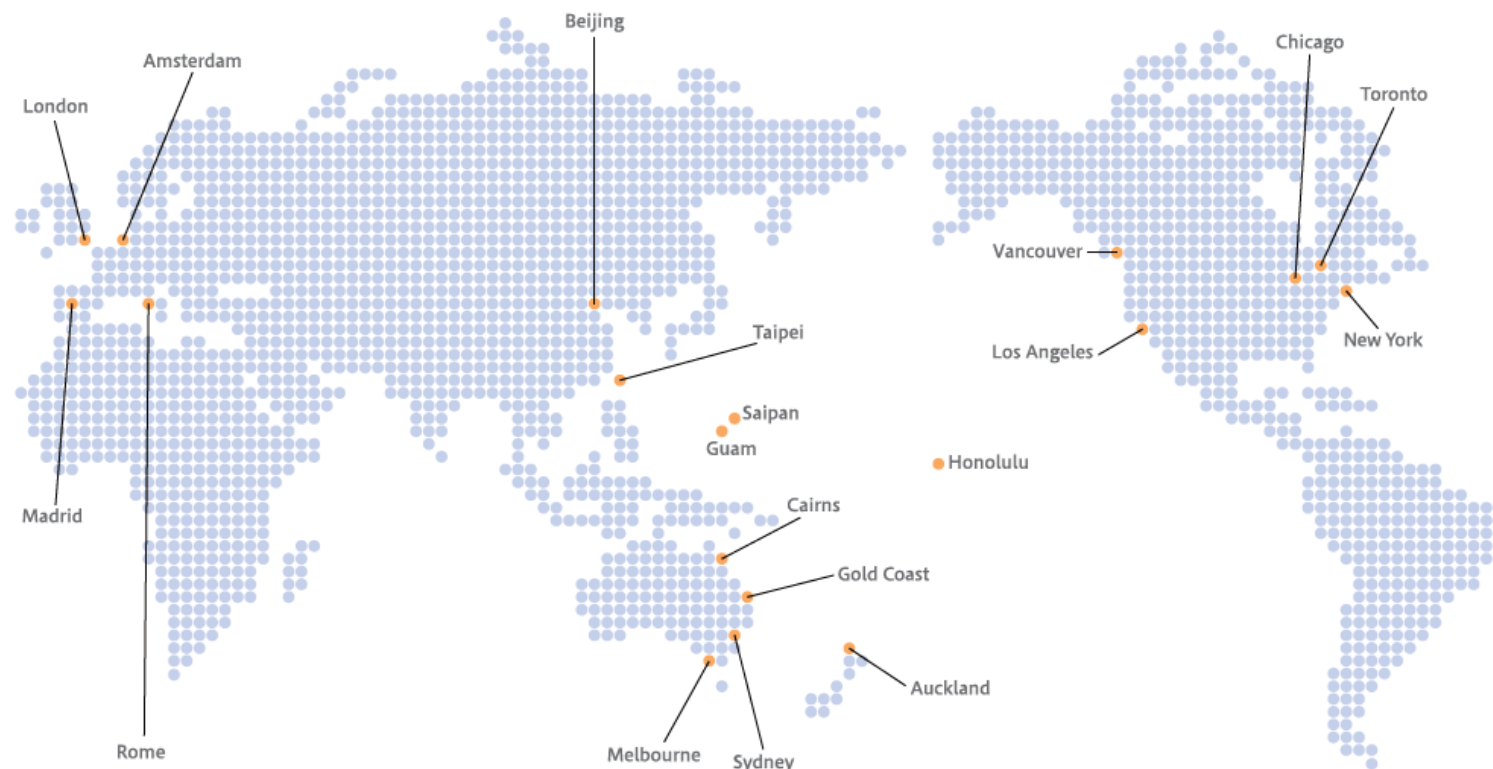 Beijing
Chicago
Amsterdam
Toronto
London
Vancouver
Taipei
New York
Los Angeles
Saipan
Guam
Honolulu
Cairns
Madrid
Gold Coast
Auckland
Rome
Melbourne
Sydney